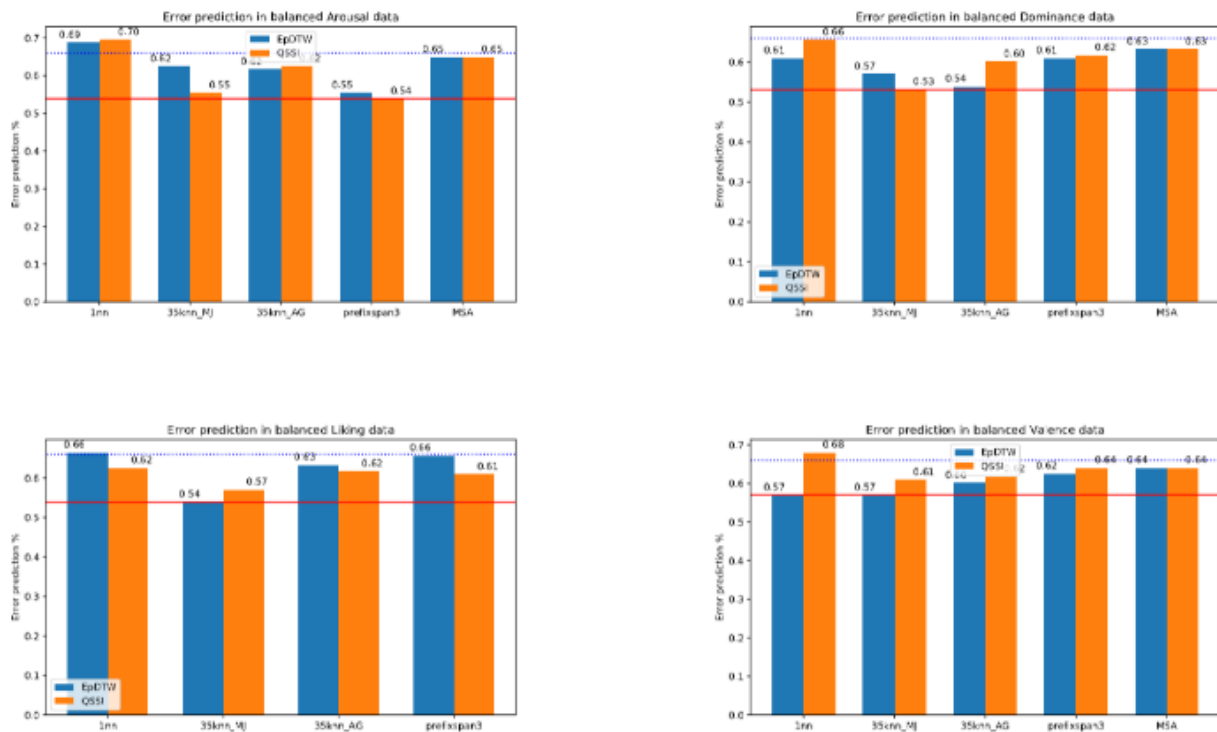 Error prediction in balanced Arousal data
Error prediction %
0.7
0.6
0.5
0.4
0.3
0.2
0.1
0.0
0.69
0.70
0.62
0.55
0.62
0.55
0.54
0.65
0.65
EpDTW
QSSI
1nn
35knn_MJ
35knn_AG
prefixspan3
MSA
Error prediction in balanced Dominance data
Error prediction %
0.6
0.5
0.4
0.3
0.2
0.1
0.0
0.61
0.66
0.57
0.53
0.54
0.60
0.61
0.62
0.63
0.63
EpDTW
QSSI
1nn
35knn_MJ
35knn_AG
prefixspan3
MSA
Error prediction in balanced Liking data
Error prediction %
0.6
0.5
0.4
0.3
0.2
0.1
0.0
0.66
0.62
0.54
0.57
0.63
0.62
0.66
0.61
EpDTW
QSSI
1nn
35knn_MJ
35knn_AG
prefixspan3
Error prediction in balanced Valence data
Error prediction %
0.7
0.6
0.5
0.4
0.3
0.2
0.1
0.0
0.57
0.68
0.57
0.61
0.62
0.62
0.64
0.64
0.64
EpDTW
QSSI
1nn
35knn_MJ
35knn_AG
prefixspan3
MSA